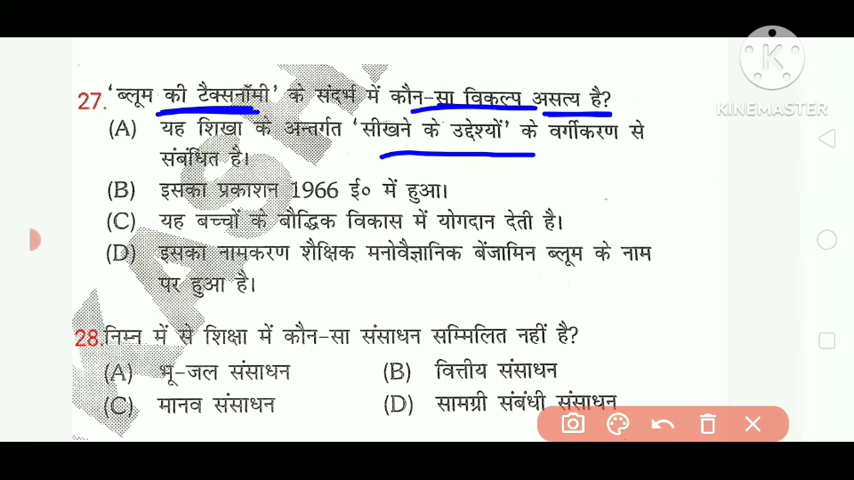 27. 'ब्लूम की टैक्सनॉमी' के संदर्भ में कौन-सा विकल्प असत्य है?
(A) यह शिखा के अन्तर्गत 'सीखने के उद्देश्यों' के वर्गीकरण से
संबंधित है।
(B) इसका प्रकाशन 1966 ई० में हुआ।
(C) यह बच्चों के बौद्धिक विकास में योगदान देती है।
(D) इसका नामकरण शैक्षिक मनोवैज्ञानिक बेंजामिन ब्लूम के नाम
पर हुआ है।
28. निम्न में से शिक्षा में कौन-सा संसाधन सम्मिलित नहीं है?
(A) भू-जल संसाधन (B) वित्तीय संसाधन
(C) मानव संसाधन (D) सामग्री संबंधी संसाधन
K
KINEMASTER